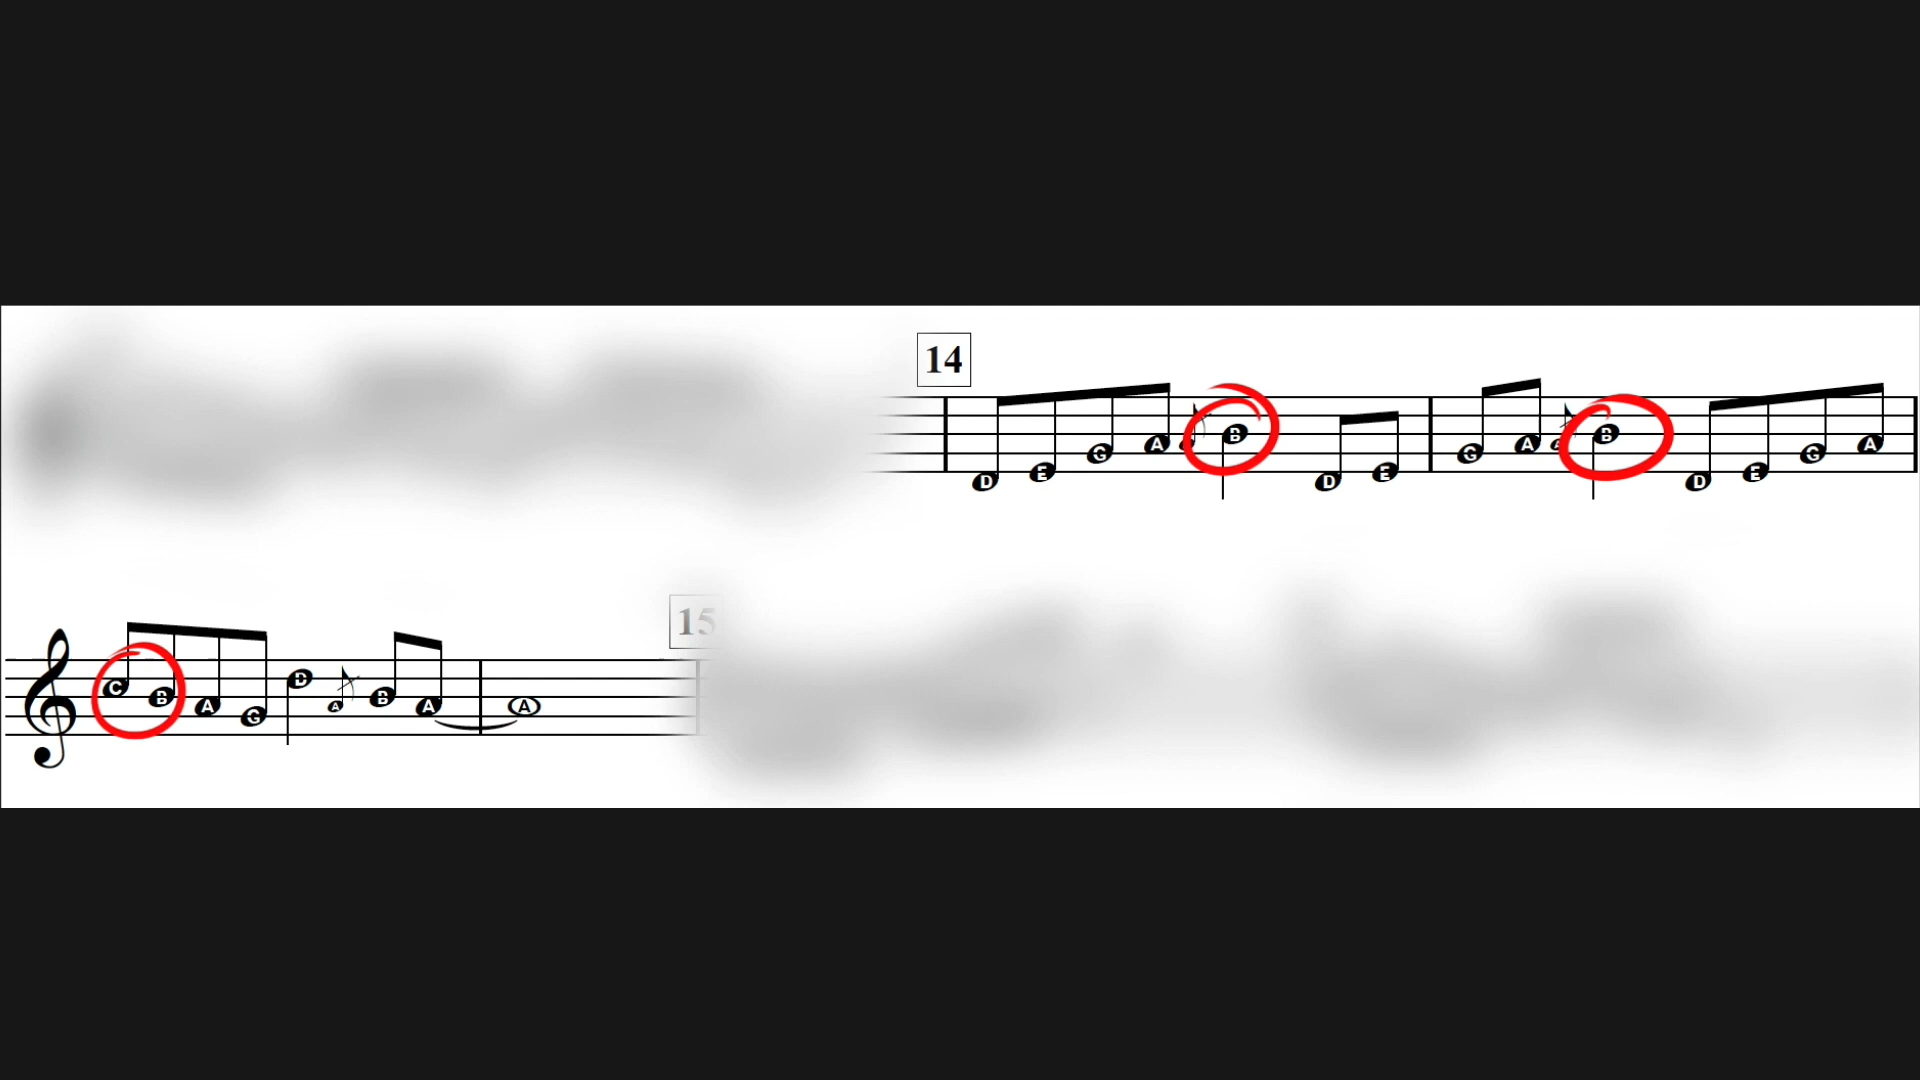 14
D E G A B D E G A A B D E G A
C B A G D A B A A
15